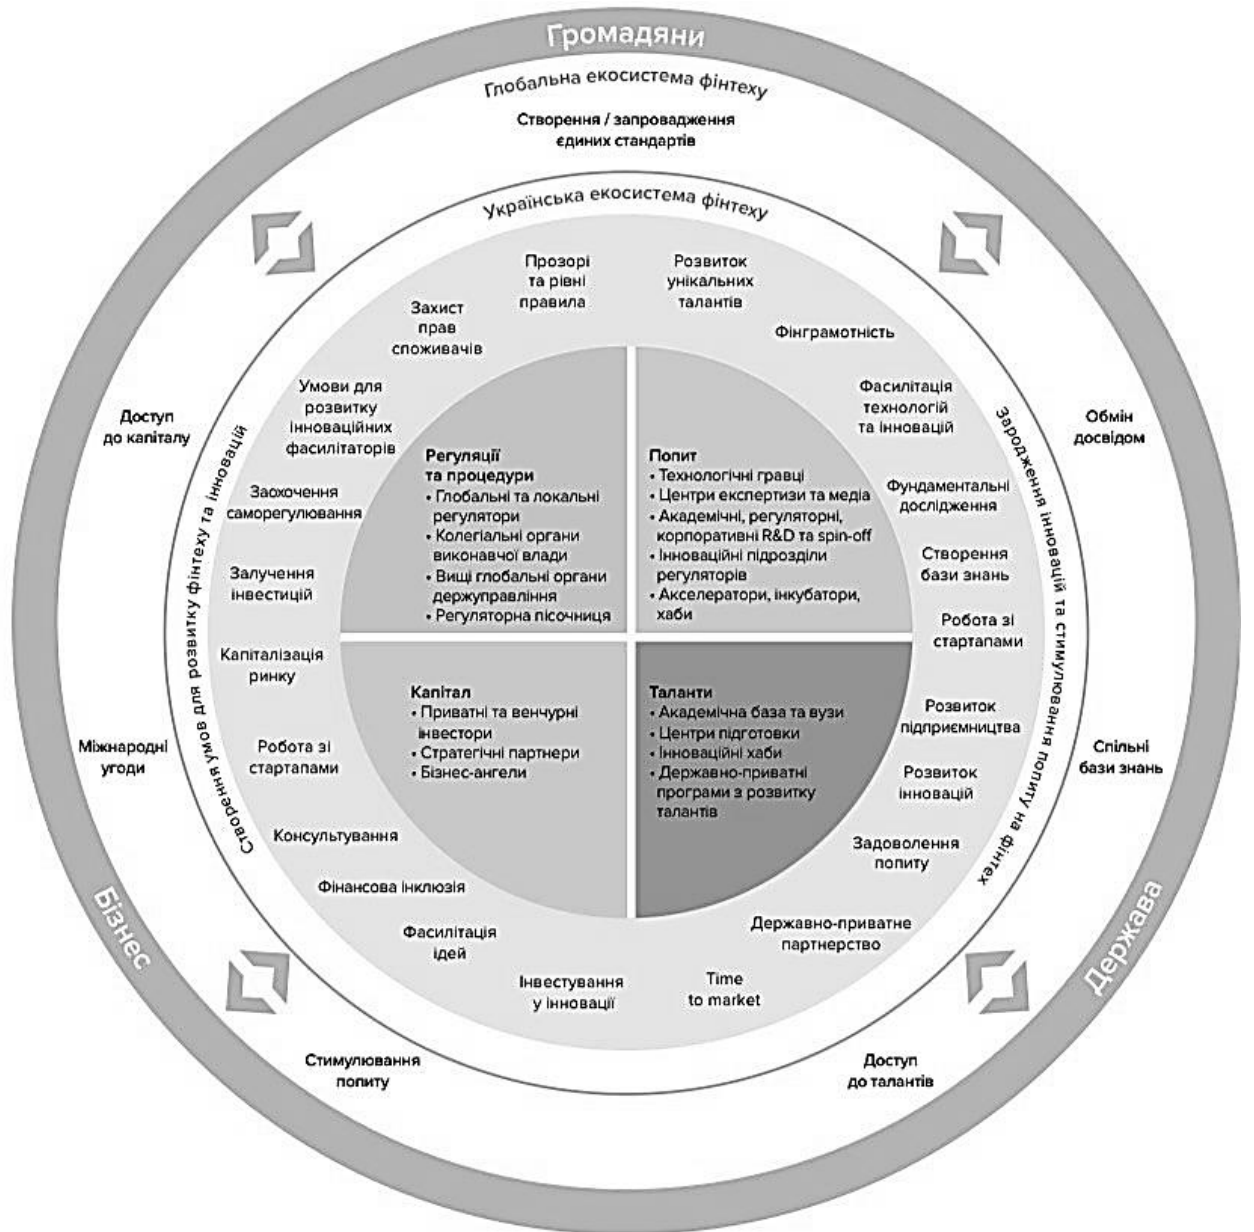 Громадяни
Глобальна екосистема фінтеху
Створення / запровадження
єдиних стандартів
Українська екосистема фінтеху
Прозорі
та рівні
правила
Розвиток
унікальних
талантів
Захист
прав
споживачів
Фінграмотність
Умови для
розвитку
інноваційних
фасилітаторів
Фасилітація
технологій
та інновацій
Доступ
до капіталу
Обмін
досвідом
Створення умов для розвитку фінтеху та інновацій
Зародження інновацій та стимулювання попиту на фінтех
Заохочення
саморегулювання
Фундаментальні
дослідження
Залучення
інвестицій
Створення
бази знань
Робота зі
стартапами
Регуляції
та процедури
• Глобальні та локальні
регулятори
• Колегіальні органи
виконавчої влади
• Вищі глобальні органи
держуправління
• Регуляторна пісочниця
Попит
• Технологічні гравці
• Центри експертизи та медіа
• Академічні, регуляторні,
корпоративні R&D та spin-off
• Інноваційні підрозділи
регуляторів
• Акселератори, інкубатори,
хаби
Капіталізація
ринку
Капітал
• Приватні та венчурні
інвестори
• Стратегічні партнери
• Бізнес-ангели
Таланти
• Академічна база та вузи
• Центри підготовки
• Інноваційні хаби
• Державно-приватні
програми з розвитку
талантів
Розвиток
підприємництва
Міжнародні
угоди
Робота зі
стартапами
Розвиток
інновацій
Спільні
бази знань
Консультування
Задоволення
попиту
Фінансова інклюзія
Фасилітація
ідей
Державно-приватне
партнерство
Інвестування
у інновації
Time
to market
Бізнес
Держава
Стимулювання
попиту
Доступ
до талантів